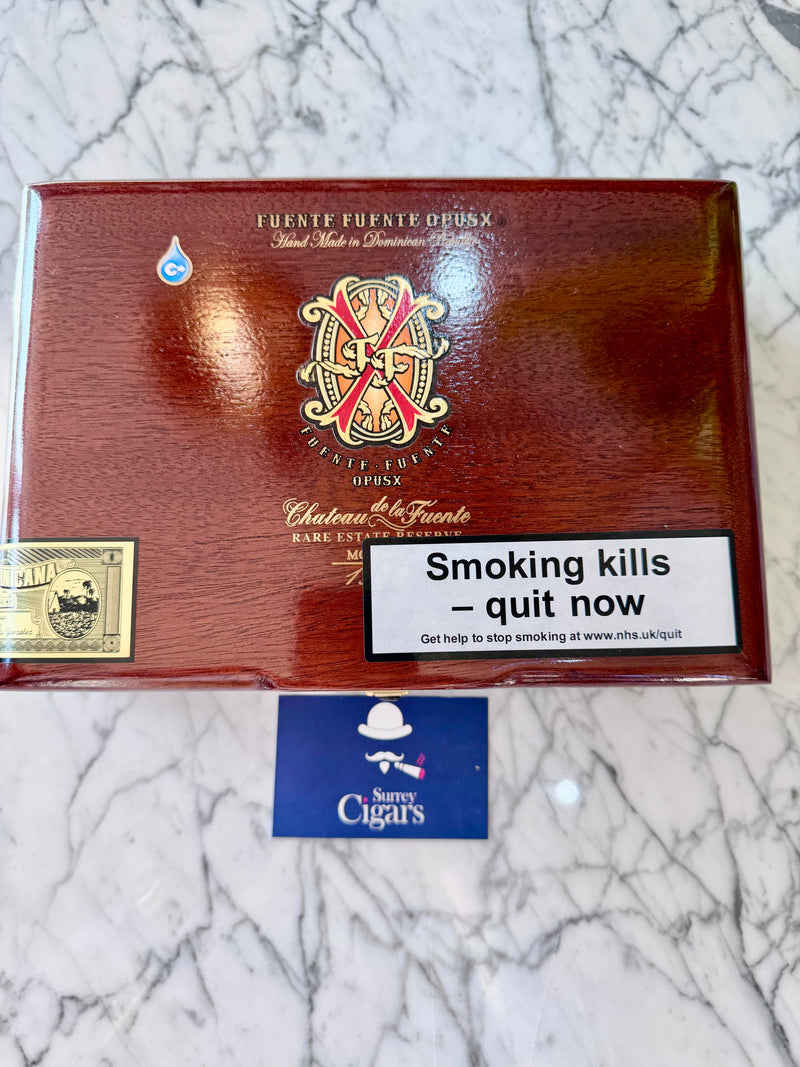 FUENTE FUENTE OPUSX
Hand Made in Dominican
FF
FUENTE · FUENTE
OPUSX
Chateau de la Fuente
RARE ESTATE RESERVE
Smoking kills
– quit now
Get help to stop smoking at www.nhs.uk/quit
Surrey
Cigars